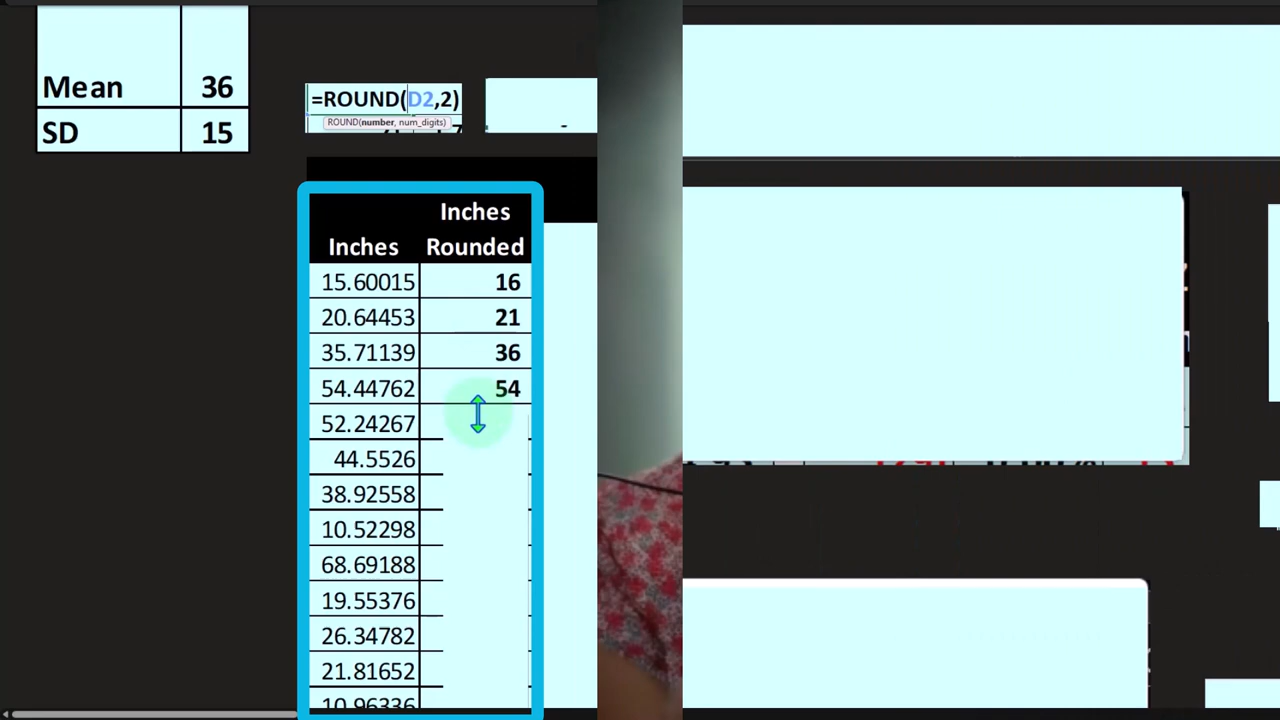 Mean 36
SD 15
=ROUND(D2,2)
ROUND(number, num_digits)
Inches Inches Rounded
15.60015 16
20.64453 21
35.71139 36
54.44762 54
52.24267
44.5526
38.92558
10.52298
68.69188
19.55376
26.34782
21.81652
10.96336